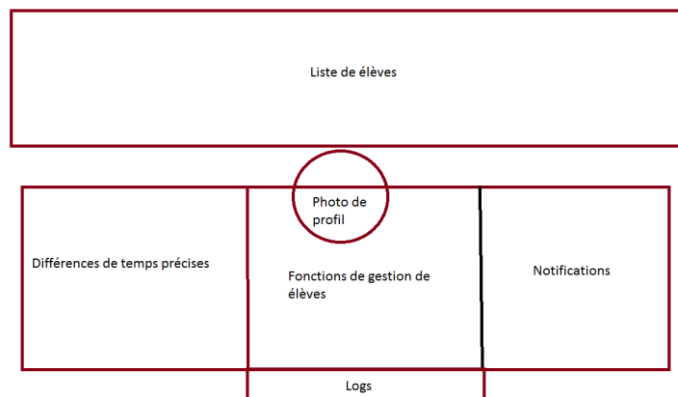 Liste de élèves
Photo de
profil
Différences de temps précises
Fonctions de gestion de
élèves
Notifications
Logs